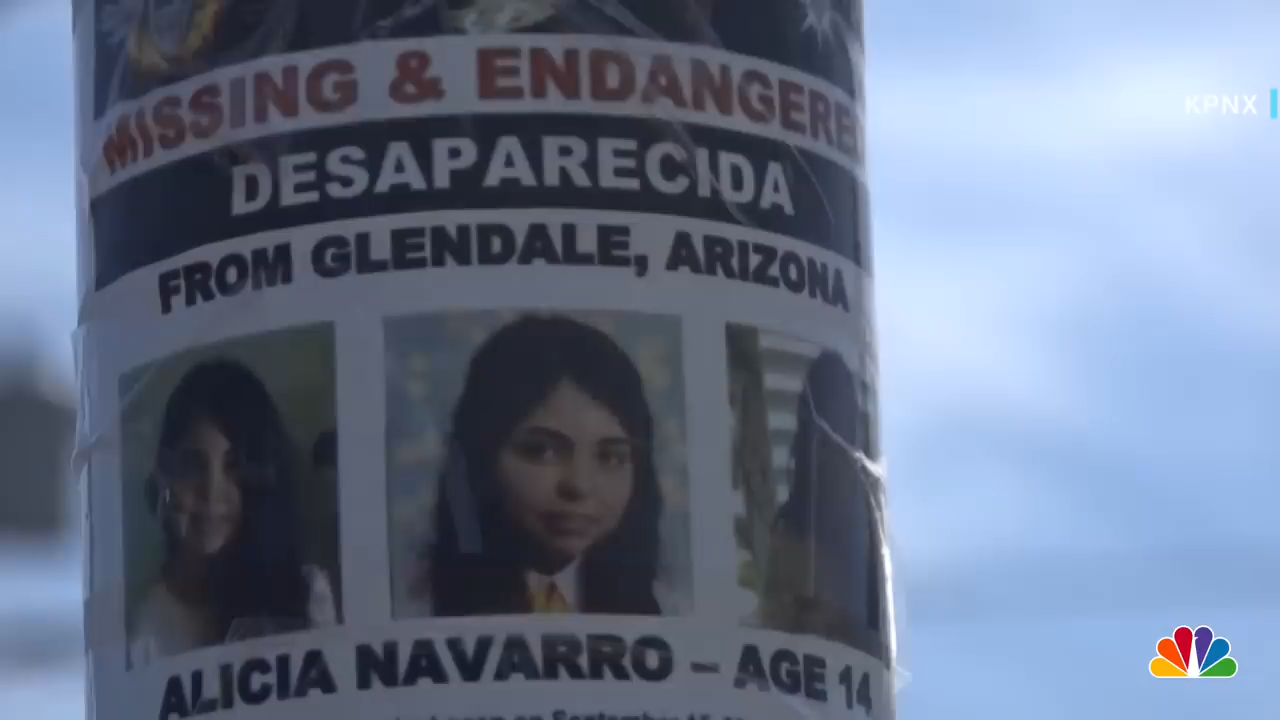 MISSING & ENDANGERED
KPNX
DESAPARECIDA
FROM GLENDALE, ARIZONA
ALICIA NAVARRO – AGE 14